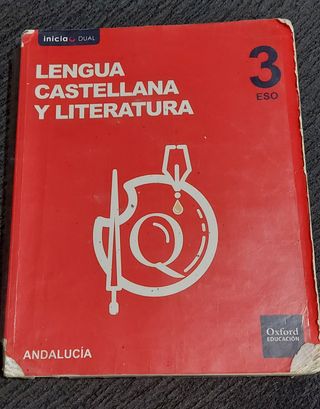 inicia DUAL
LENGUA
CASTELLANA
Y LITERATURA
3
ESO
Q
ANDALUCÍA
Oxford
EDUCACIÓN